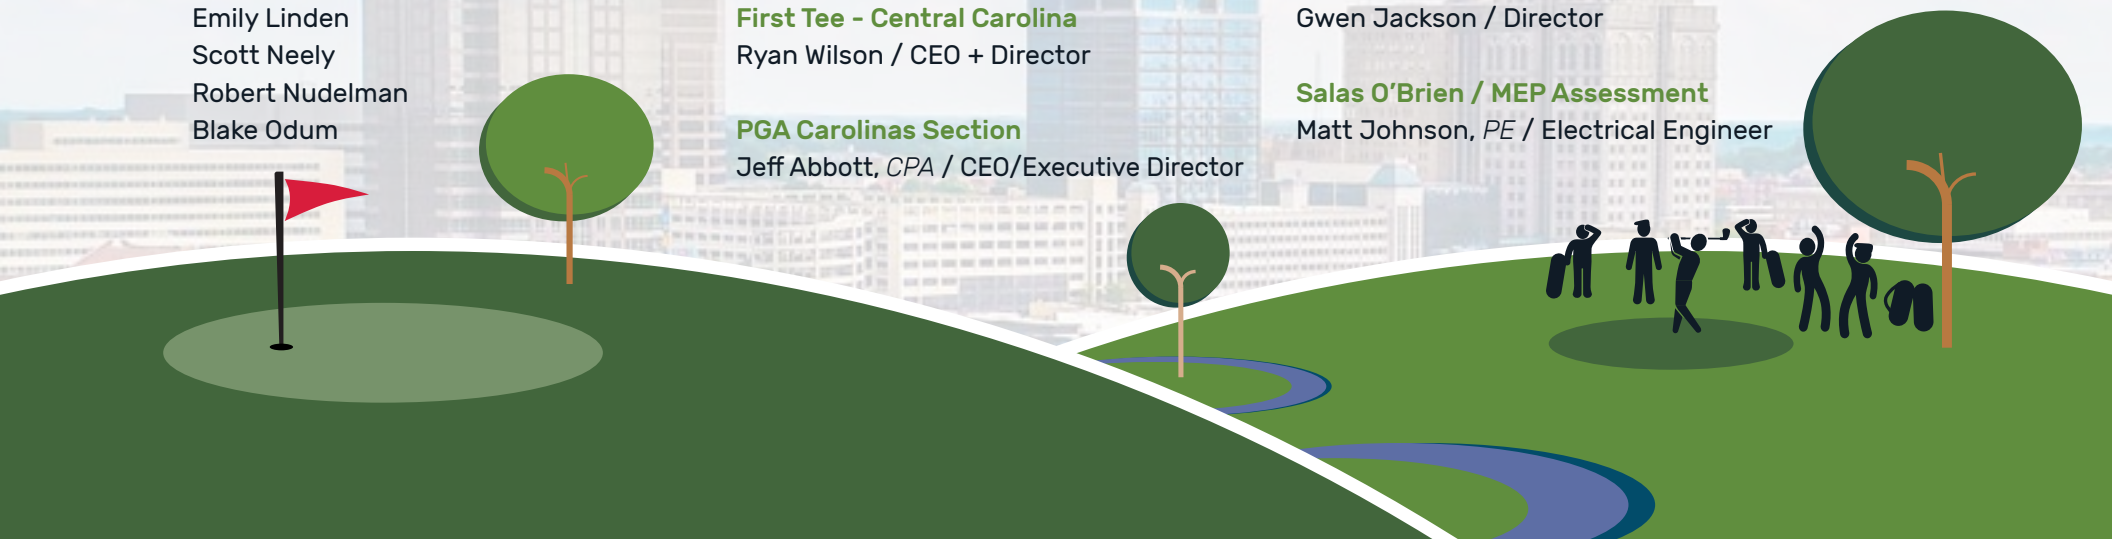 Emily Linden
Scott Neely
Robert Nudelman
Blake Odum
First Tee - Central Carolina
Ryan Wilson / CEO + Director
PGA Carolinas Section
Jeff Abbott, CPA / CEO/Executive Director
Gwen Jackson / Director
Salas O’Brien / MEP Assessment
Matt Johnson, PE / Electrical Engineer